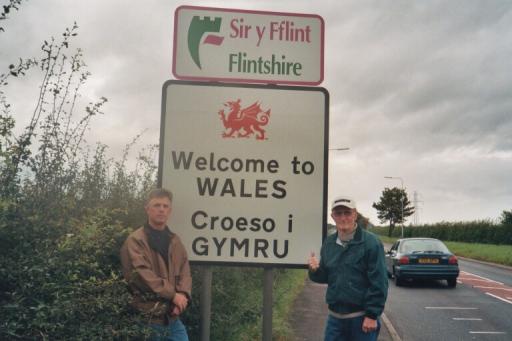 Sir y Fflint
Flintshire
Welcome to
WALES
Croeso i
GYMRU